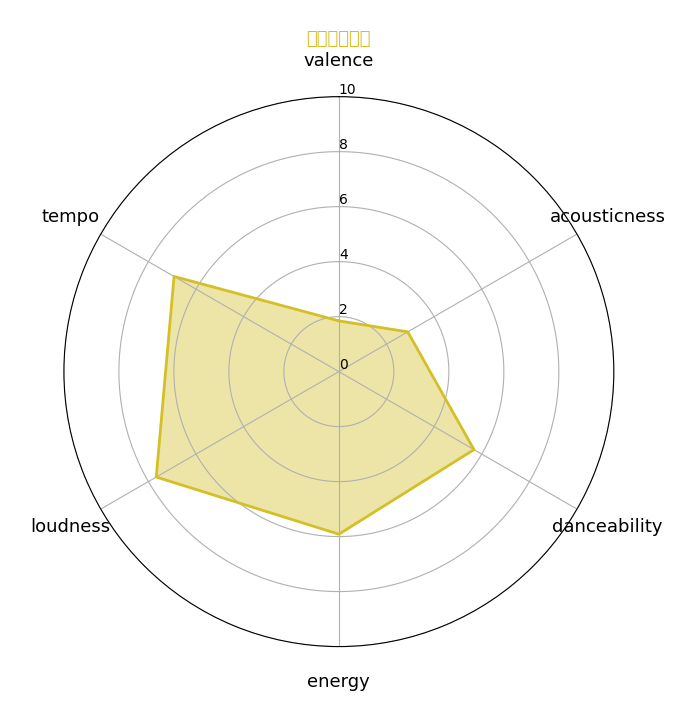 valence
10
8
tempo
acousticness
6
4
2
0
loudness
danceability
energy